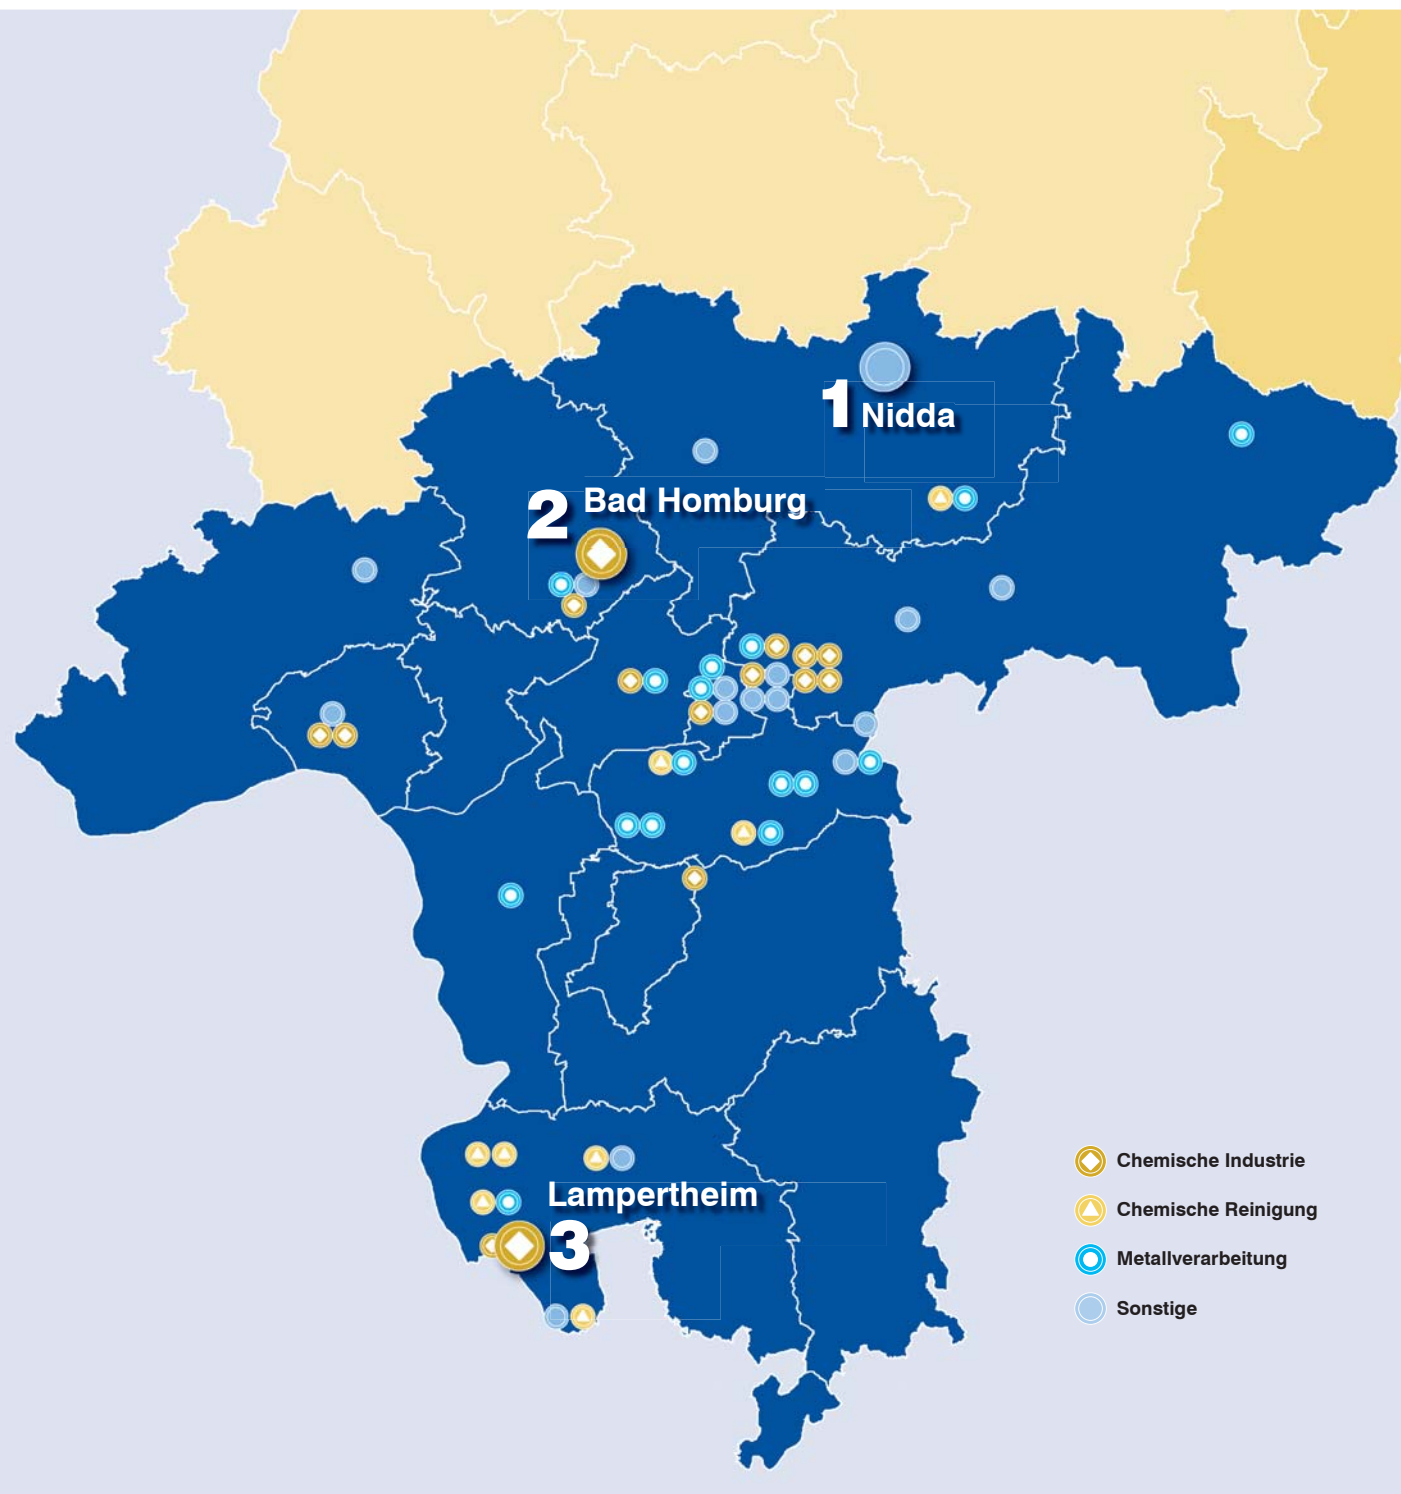 1 Nidda
2 Bad Homburg
Lampertheim
3
Chemische Industrie
Chemische Reinigung
Metallverarbeitung
Sonstige